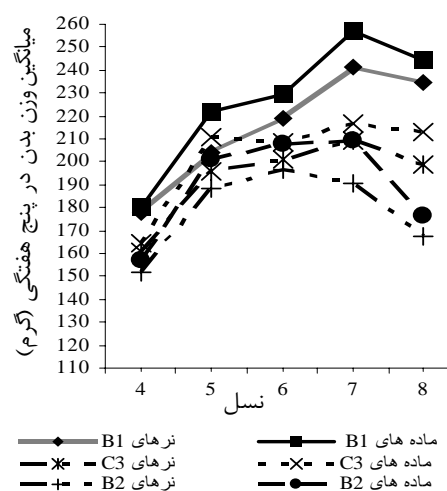 میانگین وزن بدن در پنج هفتگی (گرم)
260
250
240
230
220
210
200
190
180
170
160
150
140
130
120
110
4 5 6 7 8
نسل
نرهای B1
ماده های B1
نرهای C3
ماده های C3
نرهای B2
ماده های B2